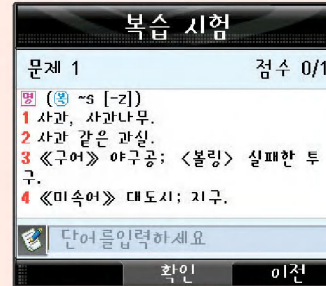 복습 시험
문제 1 점수 0/1
명 (복 ~s [-z])
1 사과, 사과나무.
2 사과 같은 과실.
3 ≪구어≫ 야구공; <볼링> 실패한 투
구.
4 ≪미속어≫ 대도시; 지구.
단어를입력하세요
확인 이전